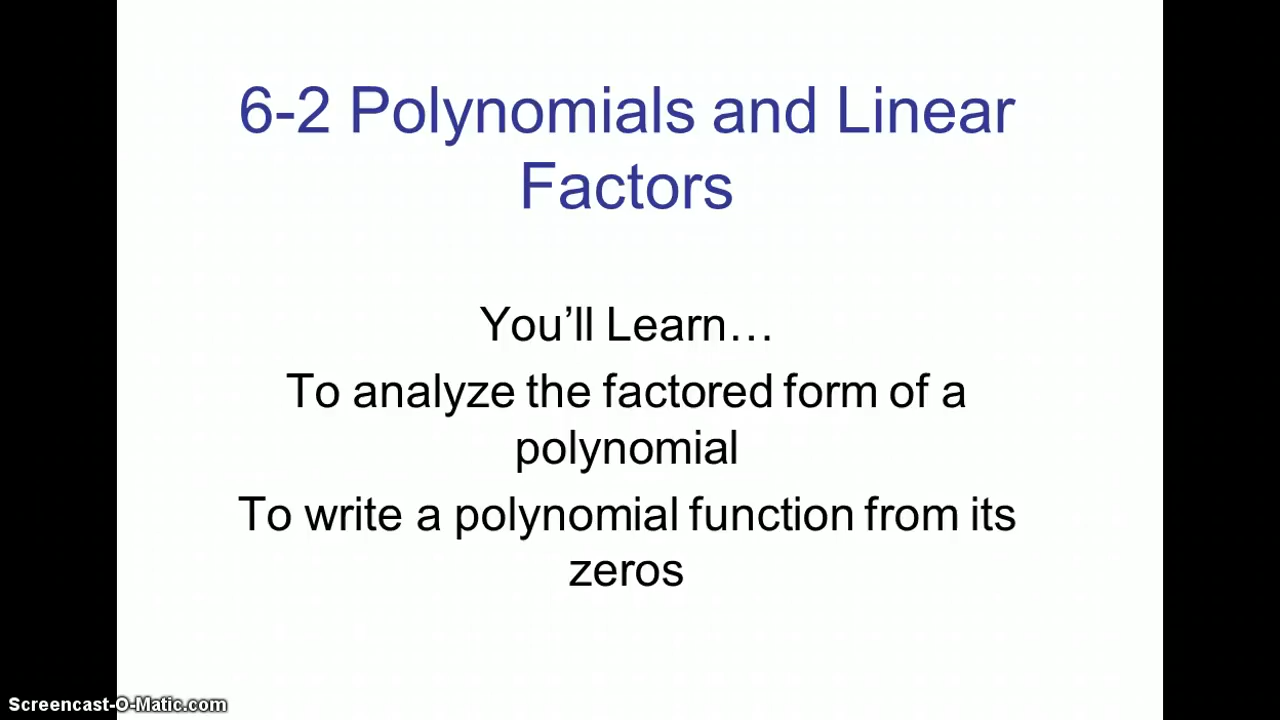 6-2 Polynomials and Linear
Factors
You’ll Learn…
To analyze the factored form of a
polynomial
To write a polynomial function from its
zeros
Screencast-O-Matic.com